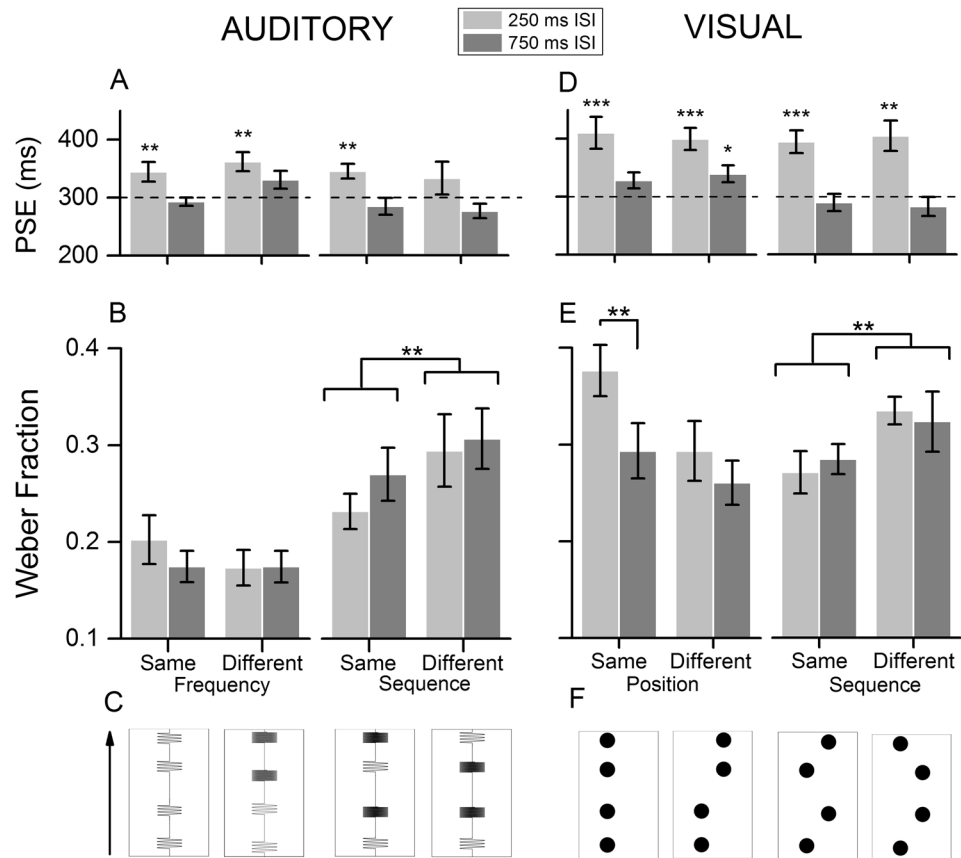 AUDITORY
250 ms ISI
750 ms ISI
VISUAL
A
** ** **
PSE (ms)
400
300
200
D
*** *** * *** **
B
Weber Fraction
0.4
0.3
0.2
0.1
**
Same Different
Frequency
Same Different
Sequence
E
** **
Same Different
Position
Same Different
Sequence
C
F